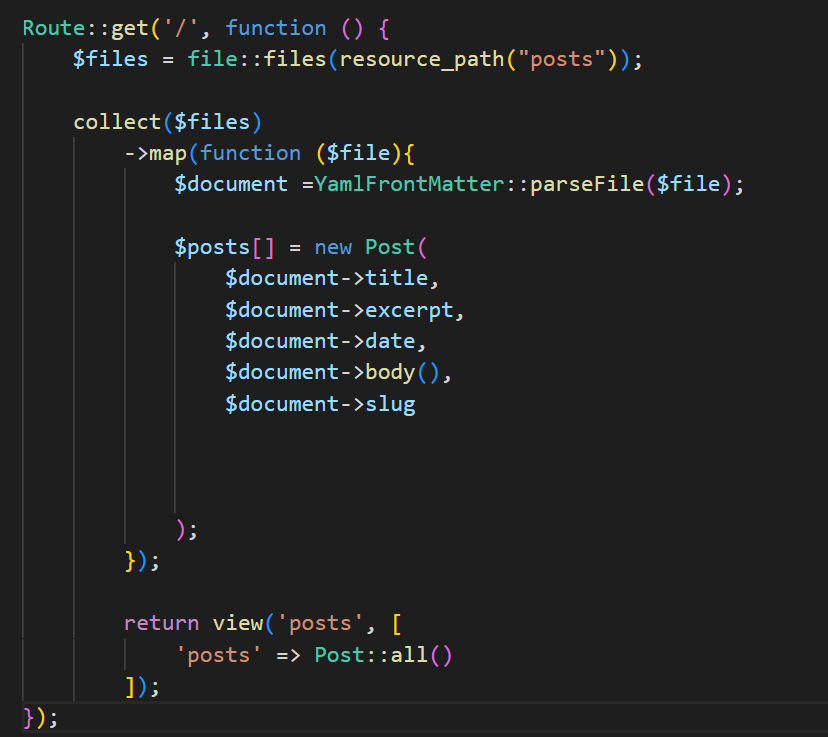 Route::get('/', function () {
    $files = file::files(resource_path("posts"));

    collect($files)
        ->map(function ($file){
            $document =YamlFrontMatter::parseFile($file);

            $posts[] = new Post(
                $document->title,
                $document->excerpt,
                $document->date,
                $document->body(),
                $document->slug



            );
        });

        return view('posts', [
            'posts' => Post::all()
        ]);
});